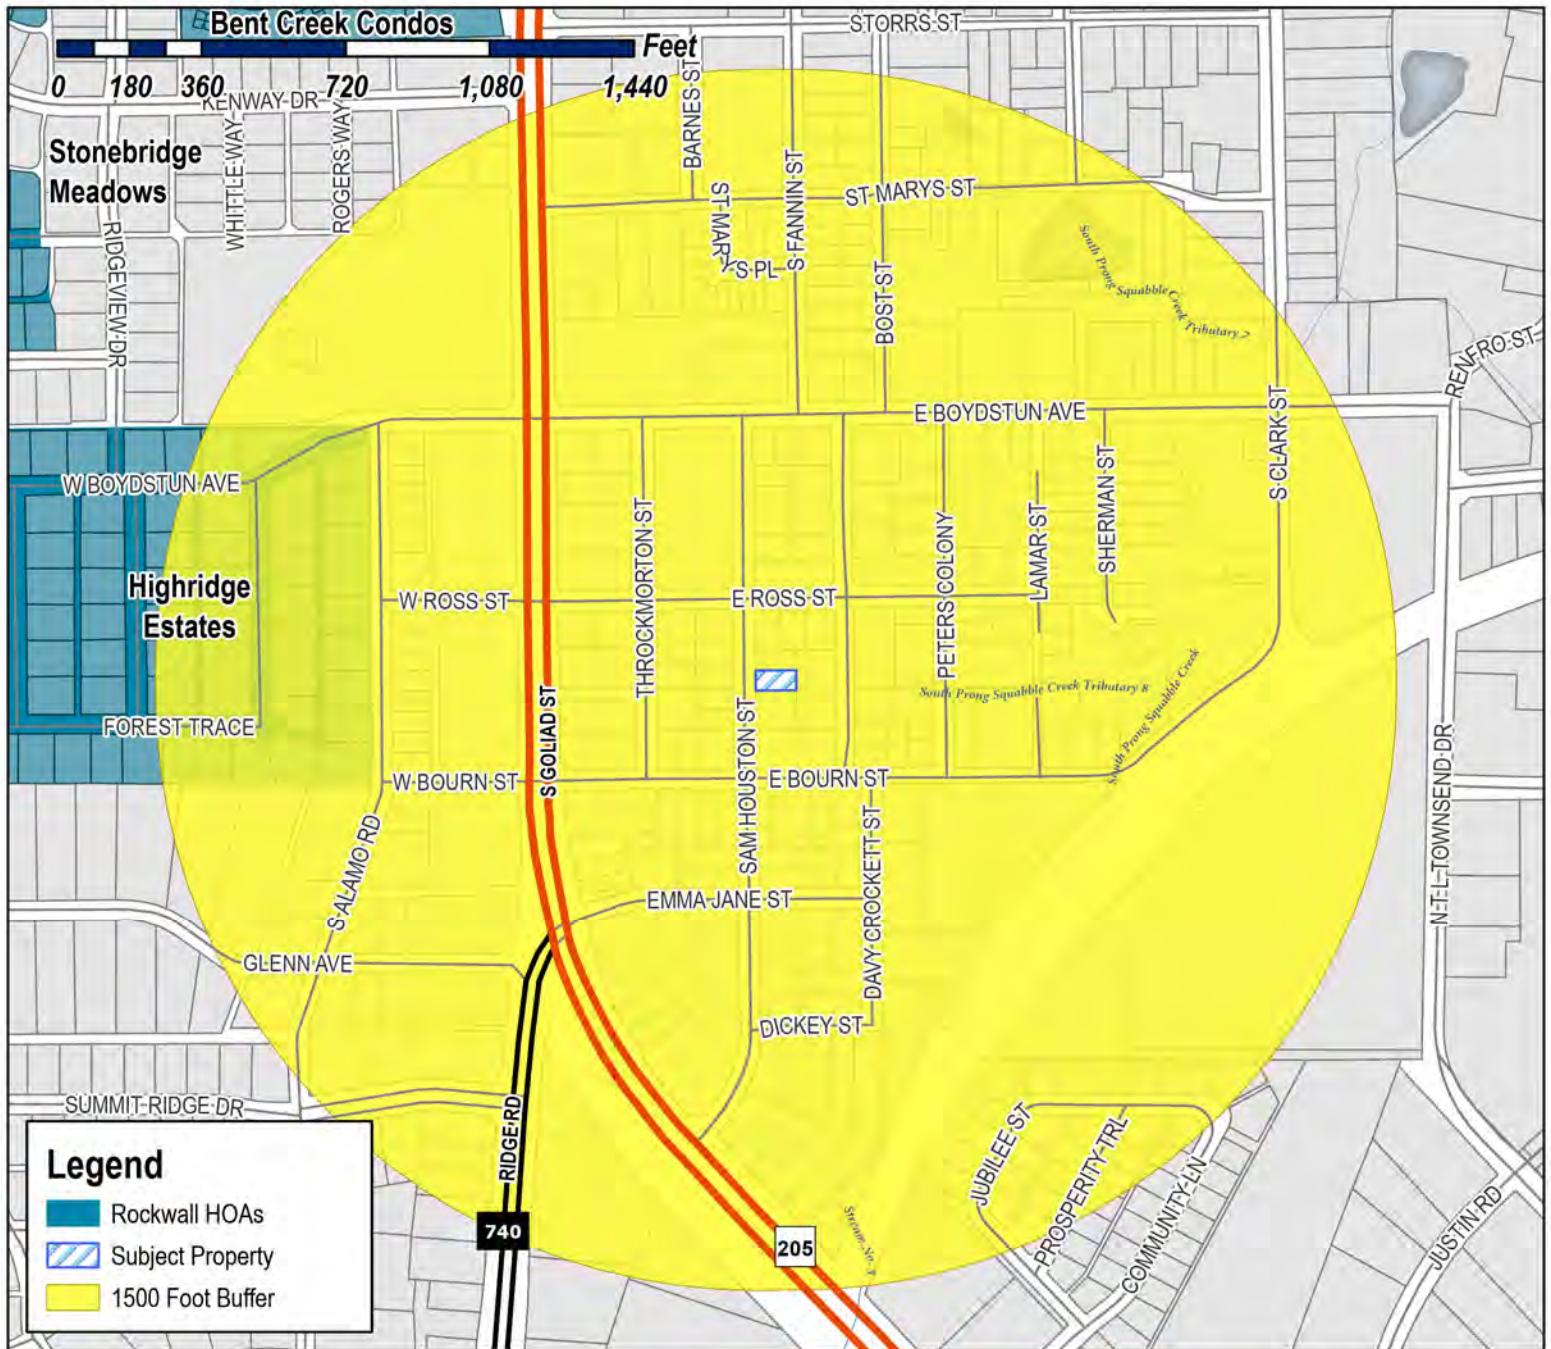 Bent Creek Condos
STORRS ST
Feet
0 180 360 720 1,080 1,440
KENWAY DR
BARNES ST
Stonebridge
Meadows
WHITTLE WAY
ROGERS WAY
RIDGEVIEW DR
ST MARYS ST
ST MARY'S PL
S FANNIN ST
BOST ST
South Prong Squabble Creek Tributary 7
RENFRO ST
E BOYDSTUN AVE
S CLARK ST
W BOYDSTUN AVE
SHERMAN ST
THROCKMORTON ST
PETERS COLONY
LAMAR ST
Highridge
Estates
W ROSS ST
E ROSS ST
South Prong Squabble Creek Tributary 8
South Prong Squabble Creek
FOREST TRACE
S GOLIAD ST
SAM HOUSTON ST
W BOURN ST
E BOURN ST
N T L TOWNSEND DR
S ALAMO RD
DAVY CROCKETT ST
EMMA JANE ST
GLENN AVE
DICKEY ST
SUMMIT RIDGE DR
RIDGE RD
JUBILEE ST
PROSPERITY TRL
COMMUNITY LN
JUSTIN RD
Stream No.
740
205
Legend
Rockwall HOAs
Subject Property
1500 Foot Buffer